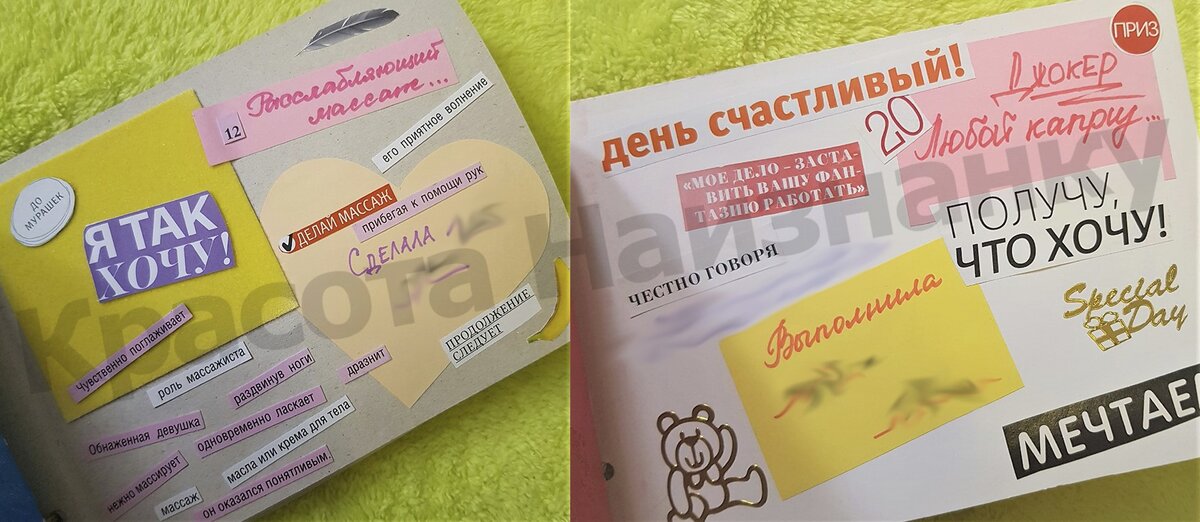 Расслабляющий
массаж...
12
его приятное волнение
ДО
МУРАШЕК
Я ТАК
ХОЧУ!
ДЕЛАЙ МАССАЖ
прибегая к помощи рук
СДЕЛАЛА
ПРОДОЛЖЕНИЕ
СЛЕДУЕТ
Чувственно поглаживает
роль массажиста
раздвинув ноги
дразнит
Обнаженная девушка
одновременно ласкает
нежно массирует
масла или крема для тела
массаж
он оказался понятливым.
ПРИЗ
день счастливый!
20
Джокер
Любой каприз...
«МОЕ ДЕЛО – ЗАСТА-
ВИТЬ ВАШУ ФАН-
ТАЗИЮ РАБОТАТЬ»
ПОЛУЧУ,
ЧТО ХОЧУ!
ЧЕСТНО ГОВОРЯ
Выполнила
Special
Day
МЕЧТАЕ
Красота Наизнанку